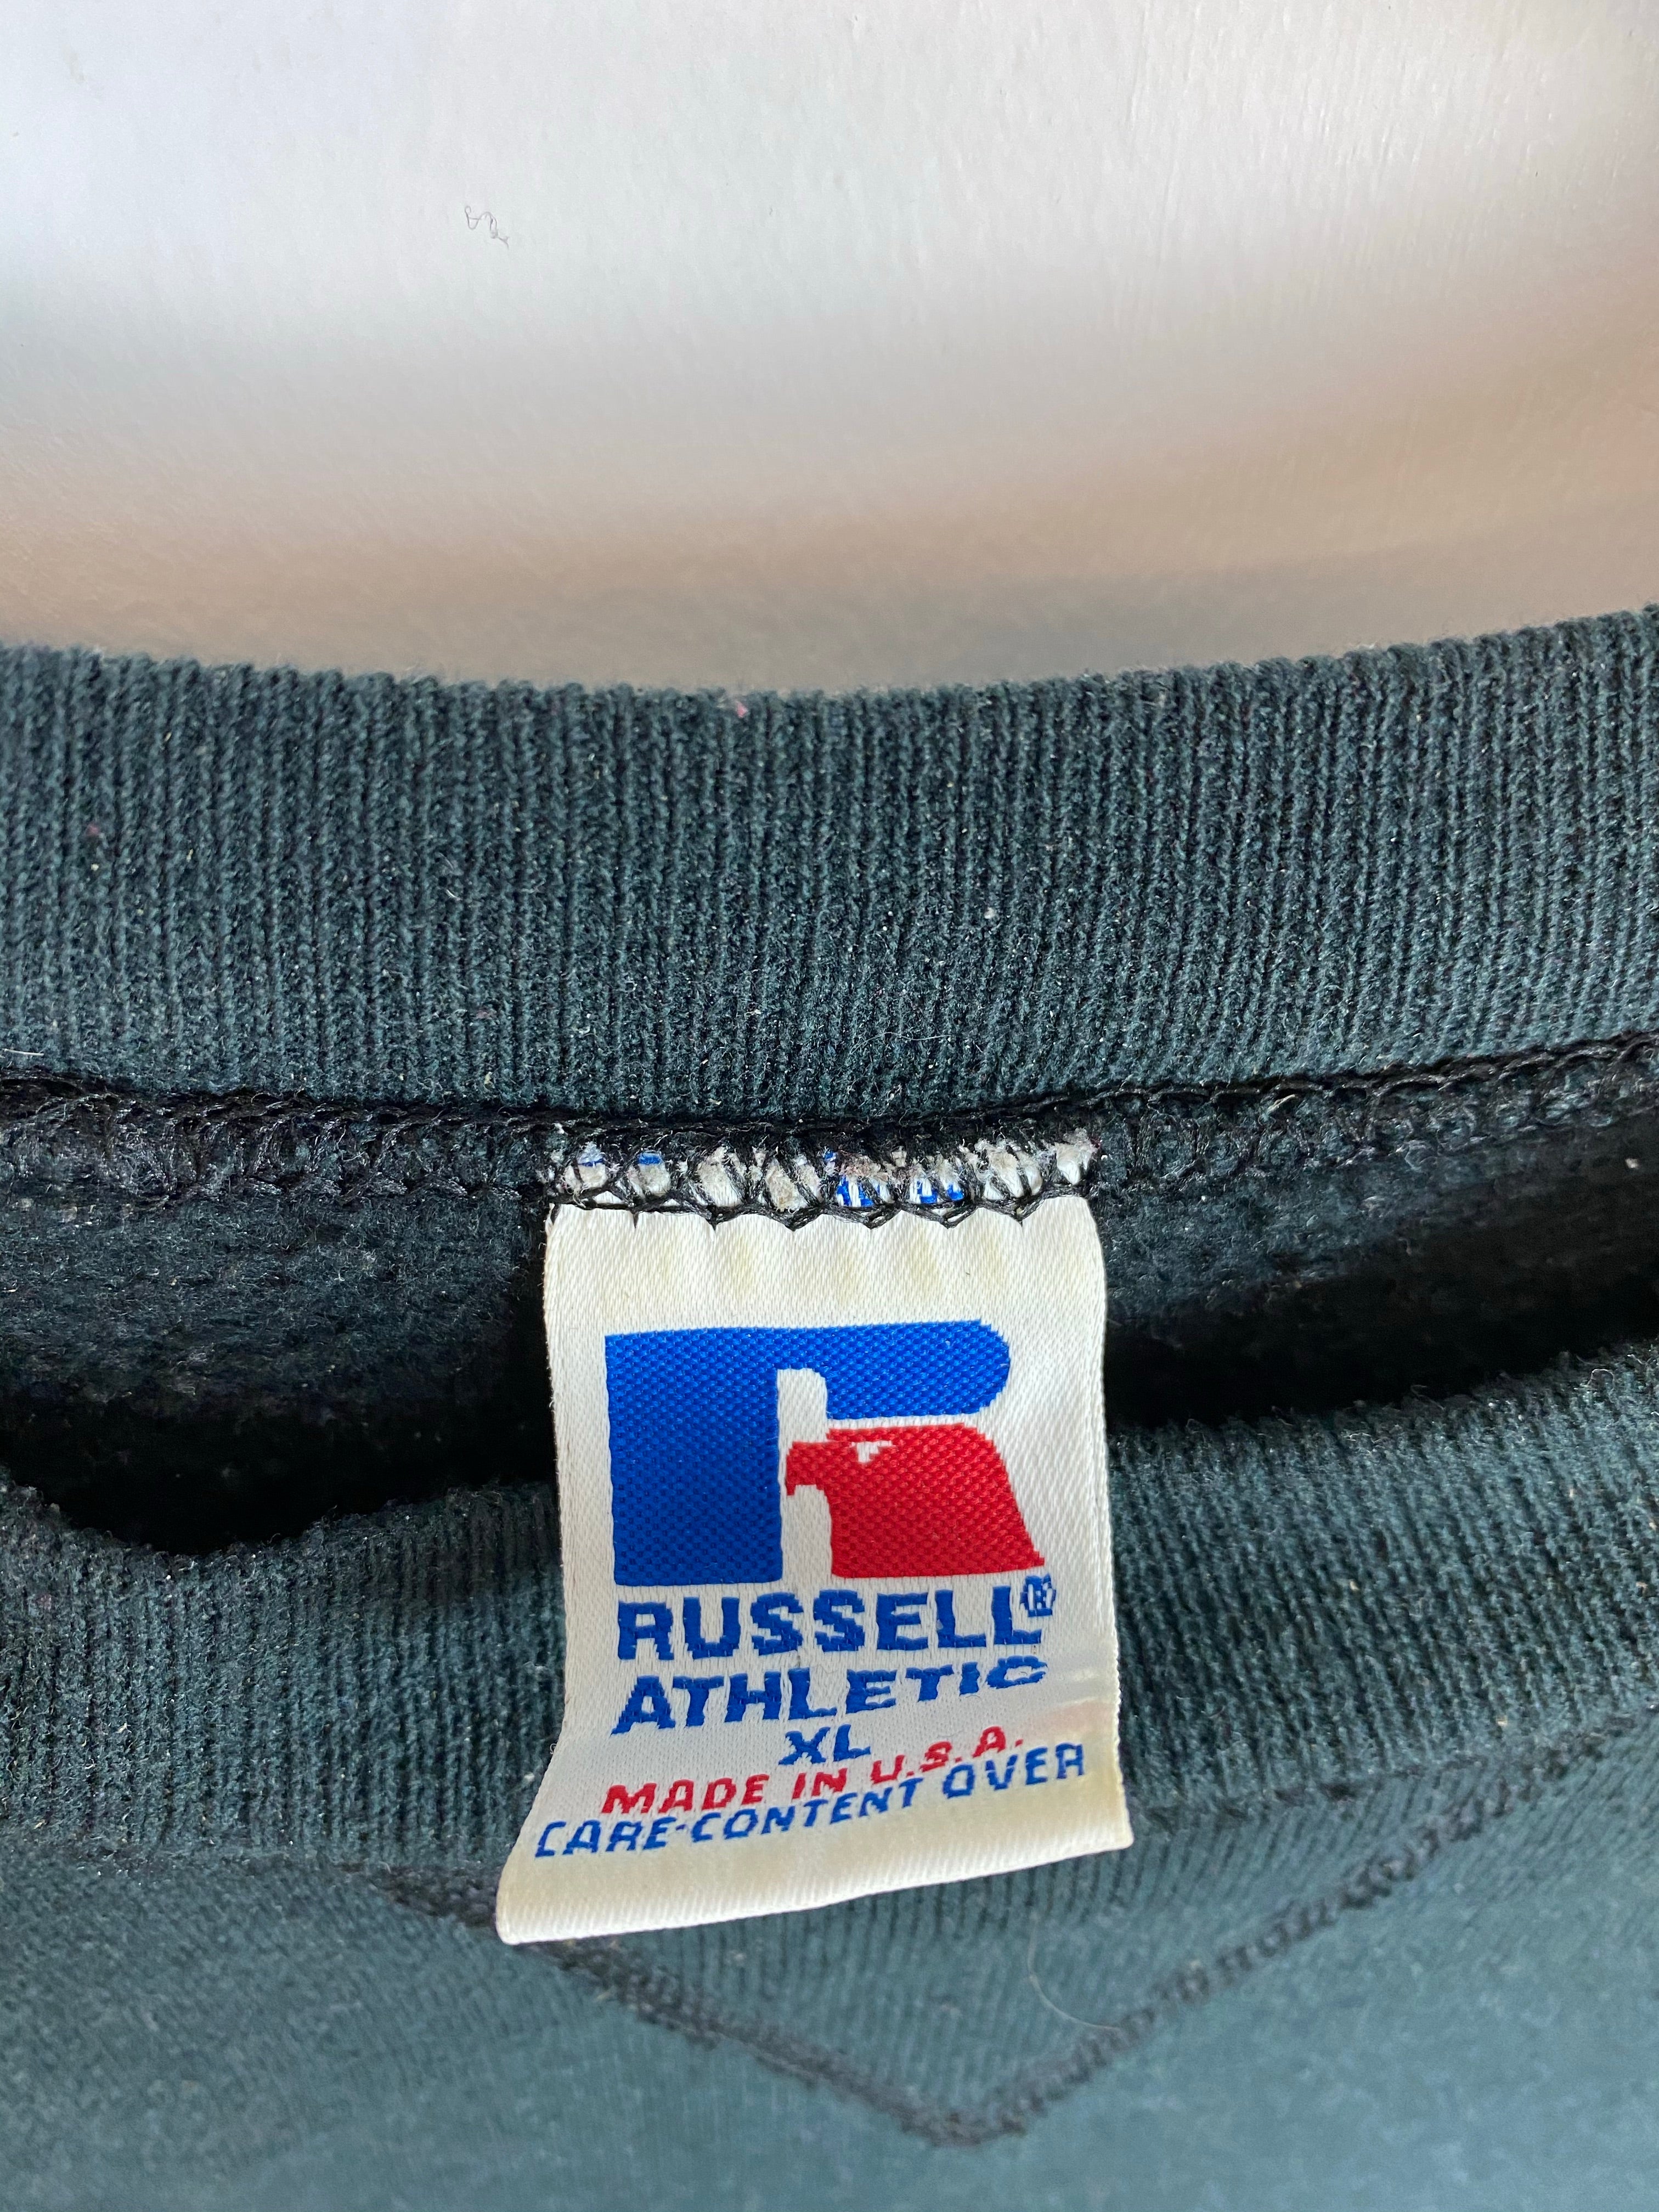 RUSSELL®
ATHLETIC
XL
MADE IN U.S.A.
CARE-CONTENT OVER